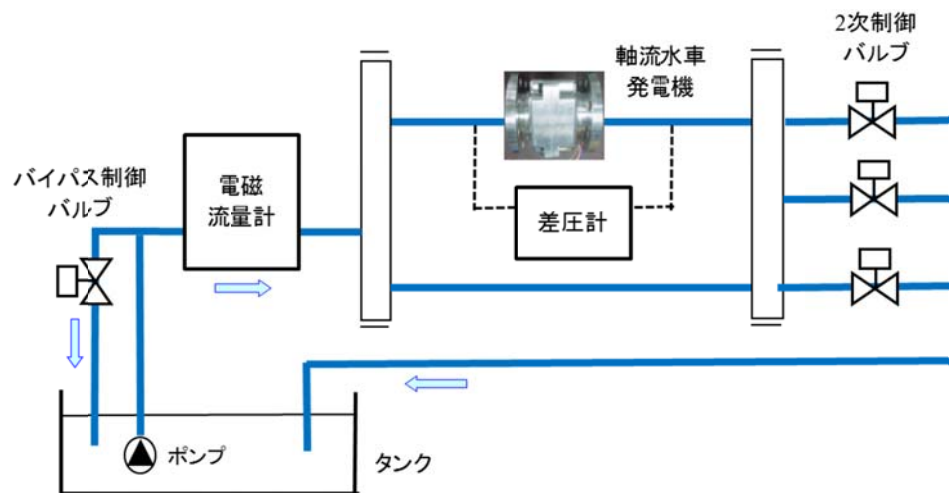 2次制御
バルブ
軸流水車
発電機
バイパス制御
バルブ
電磁
流量計
差圧計
ポンプ
タンク